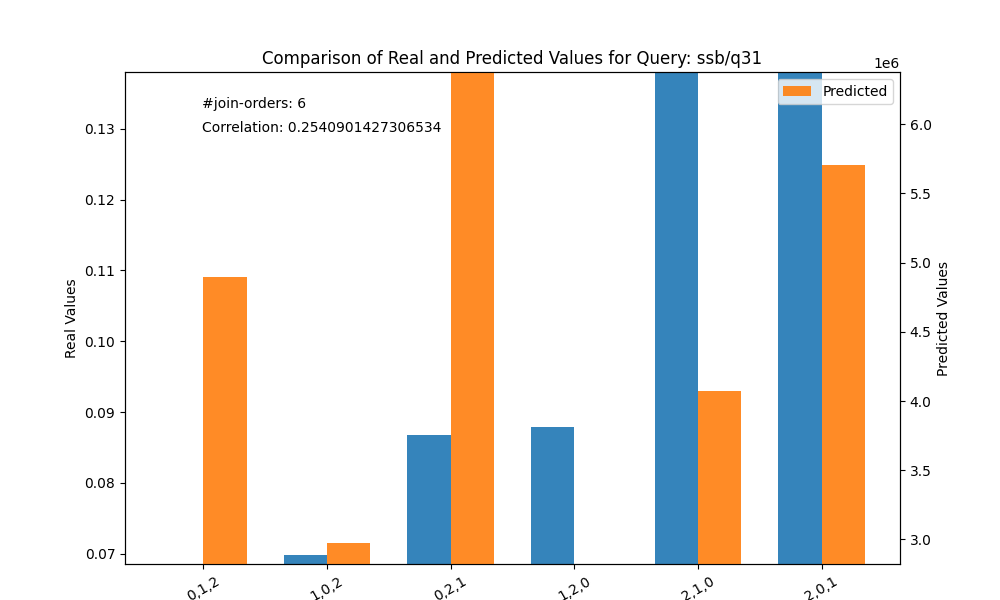 Comparison of Real and Predicted Values for Query: ssb/q31
1e6
#join-orders: 6
Correlation: 0.2540901427306534
Predicted
0.13
0.12
0.11
0.10
0.09
0.08
0.07
Real Values
6.0
5.5
5.0
4.5
4.0
3.5
3.0
Predicted Values
0,1,2
1,0,2
0,2,1
1,2,0
2,1,0
2,0,1